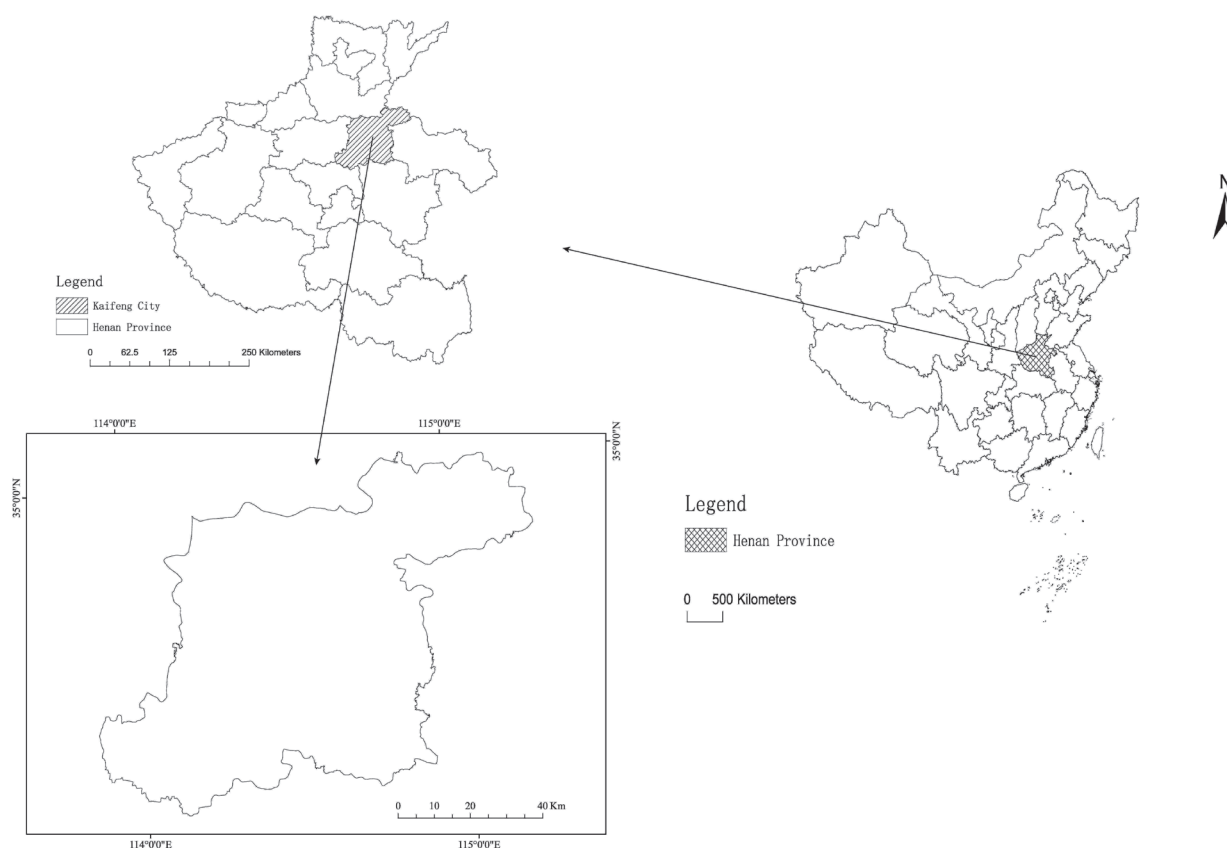 Legend
Kaifeng City
Henan Province
0 62.5 125 250 Kilometers
N
Legend
Henan Province
0 500 Kilometers
114°0'0"E 115°0'0"E
35°0'0"N
35°0'0"N
0 10 20 40 Km
114°0'0"E 115°0'0"E